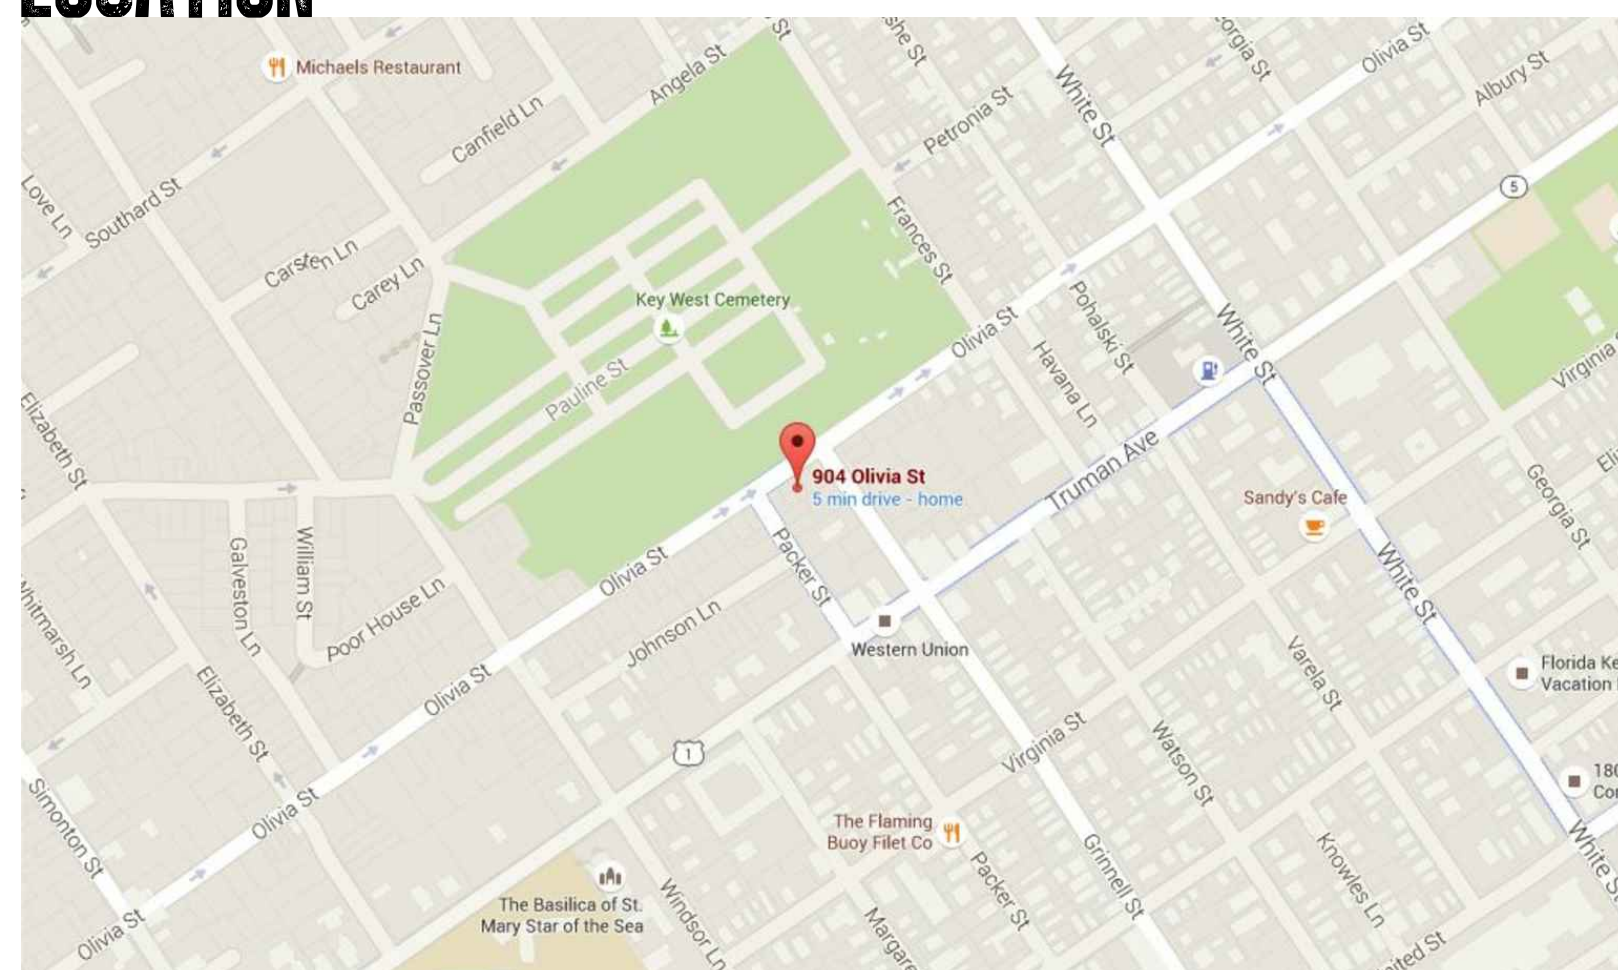 LOCATION
Michaels Restaurant
Angela St
St
White St
Olivia St
Albury St
Canfield Ln
Petronia St
5
Love Ln
Southard St
Carsten Ln
Carey Ln
Frances St
Key West Cemetery
Passover Ln
Pauline St
Olivia St
Pohalski St
Havana Ln
White St
Virginia
Elizabeth St
904 Olivia St
5 min drive - home
Truman Ave
Sandy's Cafe
Georgia St
Galveston Ln
William St
Poor House Ln
Olivia St
Packer St
Johnson Ln
White St
Western Union
Varela St
Elizabeth St
Olivia St
1
Virginia St
Watson St
Simonton St
Olivia St
The Flaming
Buoy Filet Co
Packer St
Grinnell St
Knowles Ln
White St
The Basilica of St.
Mary Star of the Sea
Windsor Ln
Olivia St